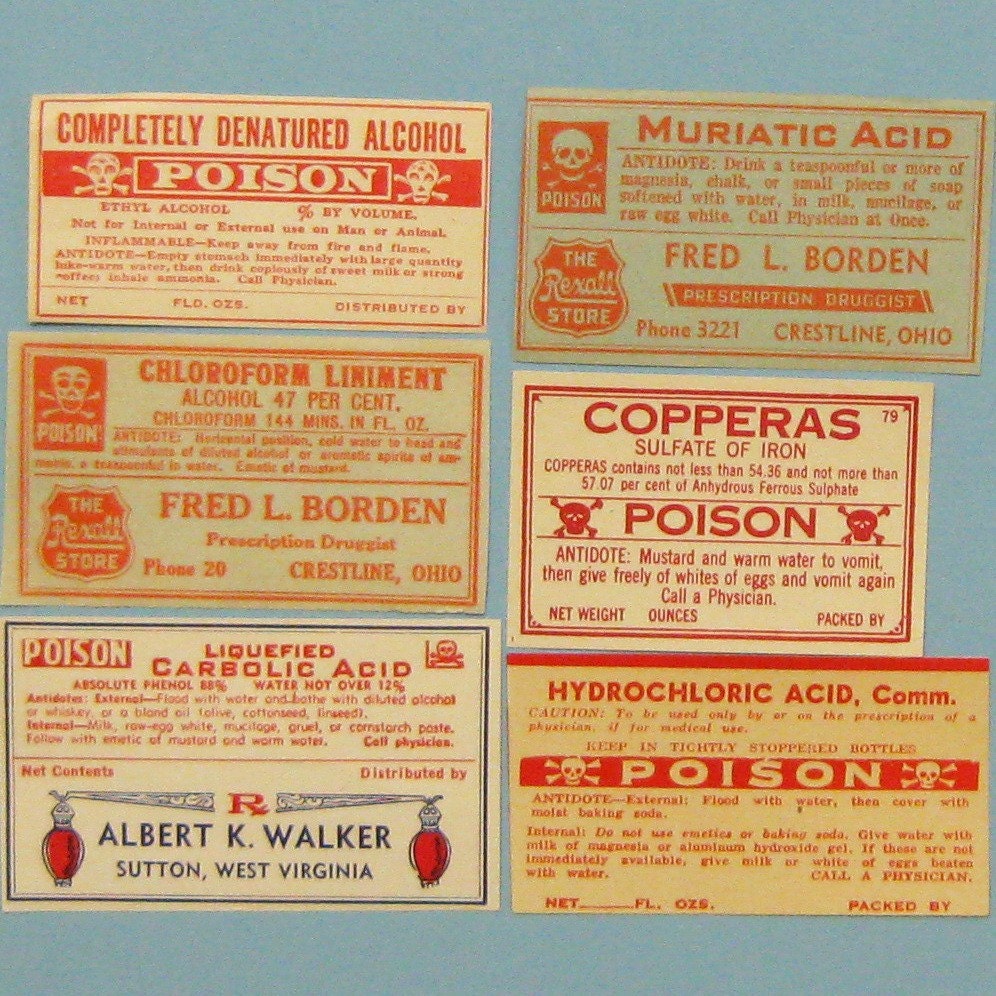 COMPLETELY DENATURED ALCOHOL
POISON
ETHYL ALCOHOL % BY VOLUME.
Not for Internal or External use on Man or Animal.
INFLAMMABLE—Keep away from fire and flame.
ANTIDOTE—Empty stomach immediately with large quantity
luke-warm water, then drink copiously of sweet milk or strong
coffee; inhale ammonia. Call Physician.
NET FLD. OZS. DISTRIBUTED BY
MURIATIC ACID
POISON
ANTIDOTE: Drink a teaspoonful or more of
magnesia, chalk, or small pieces of soap
softened with water, in milk, mucilage, or
raw egg white. Call Physician at Once.
THE
Rexall
STORE
FRED L. BORDEN
PRESCRIPTION DRUGGIST
Phone 3221 CRESTLINE, OHIO
CHLOROFORM LINIMENT
ALCOHOL 47 PER CENT.
CHLOROFORM 144 MINS. IN FL. OZ.
POISON
ANTIDOTE: Horizontal position, cold water to head and
stimulants of diluted alcohol or aromatic spirits of am-
monia, a teaspoonful in water. Emetic of mustard.
THE
Rexall
STORE
FRED L. BORDEN
Prescription Druggist
Phone 20 CRESTLINE, OHIO
COPPERAS 79
SULFATE OF IRON
COPPERAS contains not less than 54.36 and not more than
57.07 per cent of Anhydrous Ferrous Sulphate
POISON
ANTIDOTE: Mustard and warm water to vomit,
then give freely of whites of eggs and vomit again
Call a Physician.
NET WEIGHT OUNCES PACKED BY
POISON
LIQUEFIED
CARBOLIC ACID
ABSOLUTE PHENOL 88% WATER NOT OVER 12%
Antidotes: External—Flood with water and bathe with diluted alcohol
or whiskey, or a bland oil (olive, cottonseed, linseed).
Internal—Milk, raw egg white, mucilage, gruel, or cornstarch paste.
Follow with emetic of mustard and warm water. Call physician.
Net Contents Distributed by
Rx
ALBERT K. WALKER
SUTTON, WEST VIRGINIA
HYDROCHLORIC ACID, Comm.
CAUTION: To be used only by or on the prescription of a
physician, if for medical use.
KEEP IN TIGHTLY STOPPERED BOTTLES
POISON
ANTIDOTE—External: Flood with water, then cover with
moist baking soda.
Internal: Do not use emetics or baking soda. Give water with
milk of magnesia or aluminum hydroxide gel. If these are not
immediately available, give milk or white of eggs beaten
with water. CALL A PHYSICIAN.
NET______FL. OZS. PACKED BY